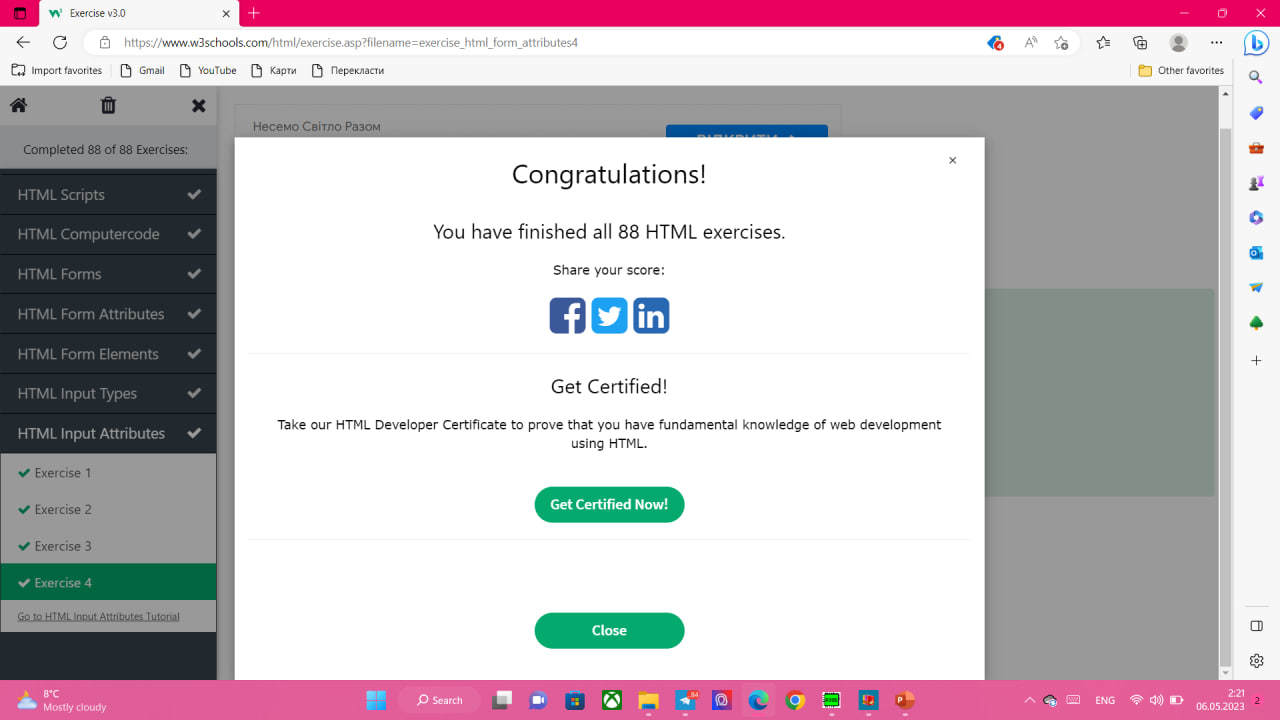 Exercise v3.0
https://www.w3schools.com/html/exercise.asp?filename=exercise_html_form_attributes4
4
Import favorites
Gmail
YouTube
Карти
Перекласти
Other favorites
Completed 88 of 88 Exercises:
HTML Scripts
HTML Computercode
HTML Forms
HTML Form Attributes
HTML Form Elements
HTML Input Types
HTML Input Attributes
Exercise 1
Exercise 2
Exercise 3
Exercise 4
Go to HTML Input Attributes Tutorial
Несемо Світло Разом
Congratulations!
You have finished all 88 HTML exercises.
Share your score:
Get Certified!
Take our HTML Developer Certificate to prove that you have fundamental knowledge of web development
using HTML.
Get Certified Now!
Close
8°C
Mostly cloudy
Search
84
ENG
2:21
06.05.2023
2